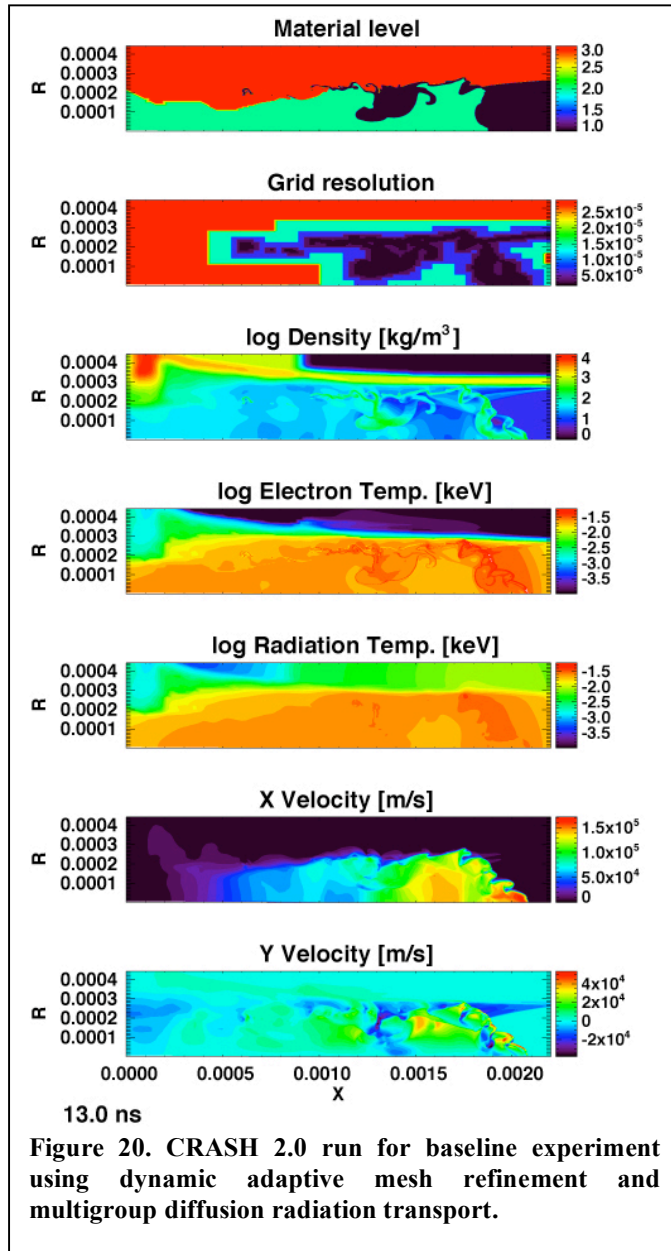 Material level
R
0.0004
0.0003
0.0002
0.0001
3.0
2.5
2.0
1.5
1.0
Grid resolution
R
0.0004
0.0003
0.0002
0.0001
2.5x10⁻⁵
2.0x10⁻⁵
1.5x10⁻⁵
1.0x10⁻⁵
5.0x10⁻⁶
log Density [kg/m³]
R
0.0004
0.0003
0.0002
0.0001
4
3
2
1
0
log Electron Temp. [keV]
R
0.0004
0.0003
0.0002
0.0001
-1.5
-2.0
-2.5
-3.0
-3.5
log Radiation Temp. [keV]
R
0.0004
0.0003
0.0002
0.0001
-1.5
-2.0
-2.5
-3.0
-3.5
X Velocity [m/s]
R
0.0004
0.0003
0.0002
0.0001
1.5x10⁵
1.0x10⁵
5.0x10⁴
0
Y Velocity [m/s]
R
0.0004
0.0003
0.0002
0.0001
4x10⁴
2x10⁴
0
-2x10⁴
0.0000 0.0005 0.0010 0.0015 0.0020
X
13.0 ns
Figure 20. CRASH 2.0 run for baseline experiment
using dynamic adaptive mesh refinement and
multigroup diffusion radiation transport.